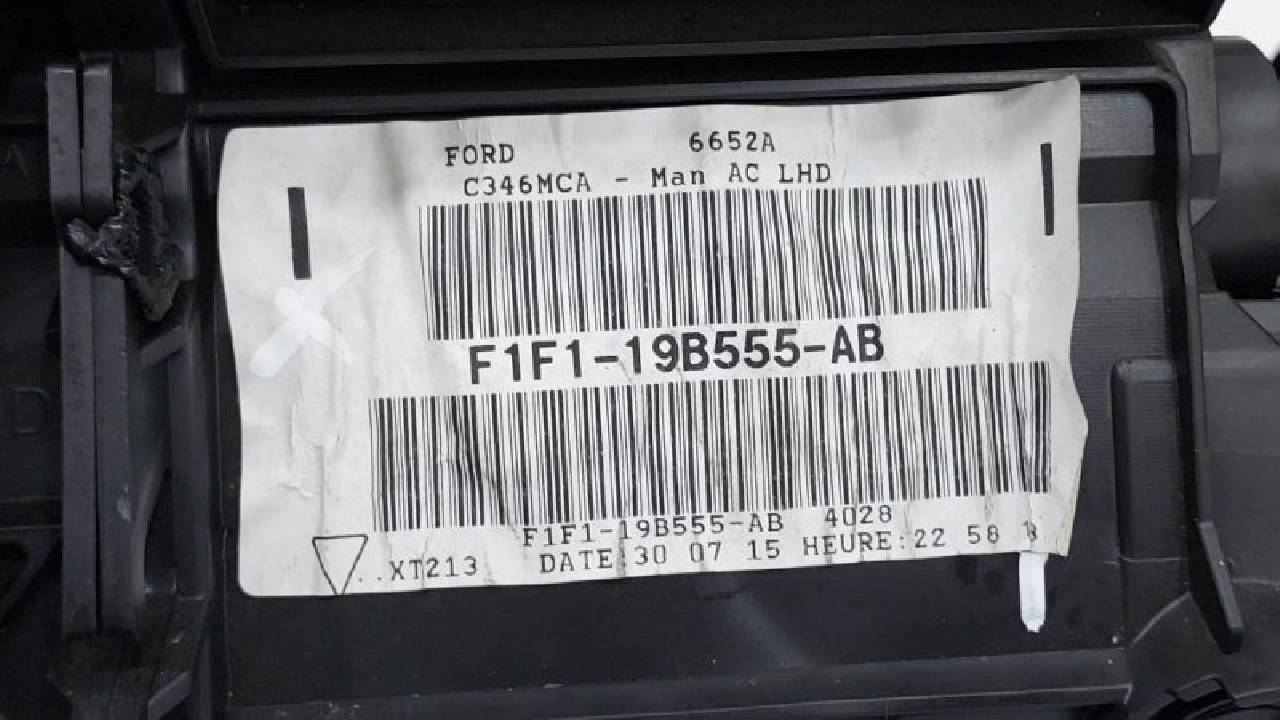 FORD 6652A
C346MCA - Man AC LHD
F1F1-19B555-AB
F1F1-19B555-AB 4028
..XT213 DATE:30 07 15 HEURE:22 58